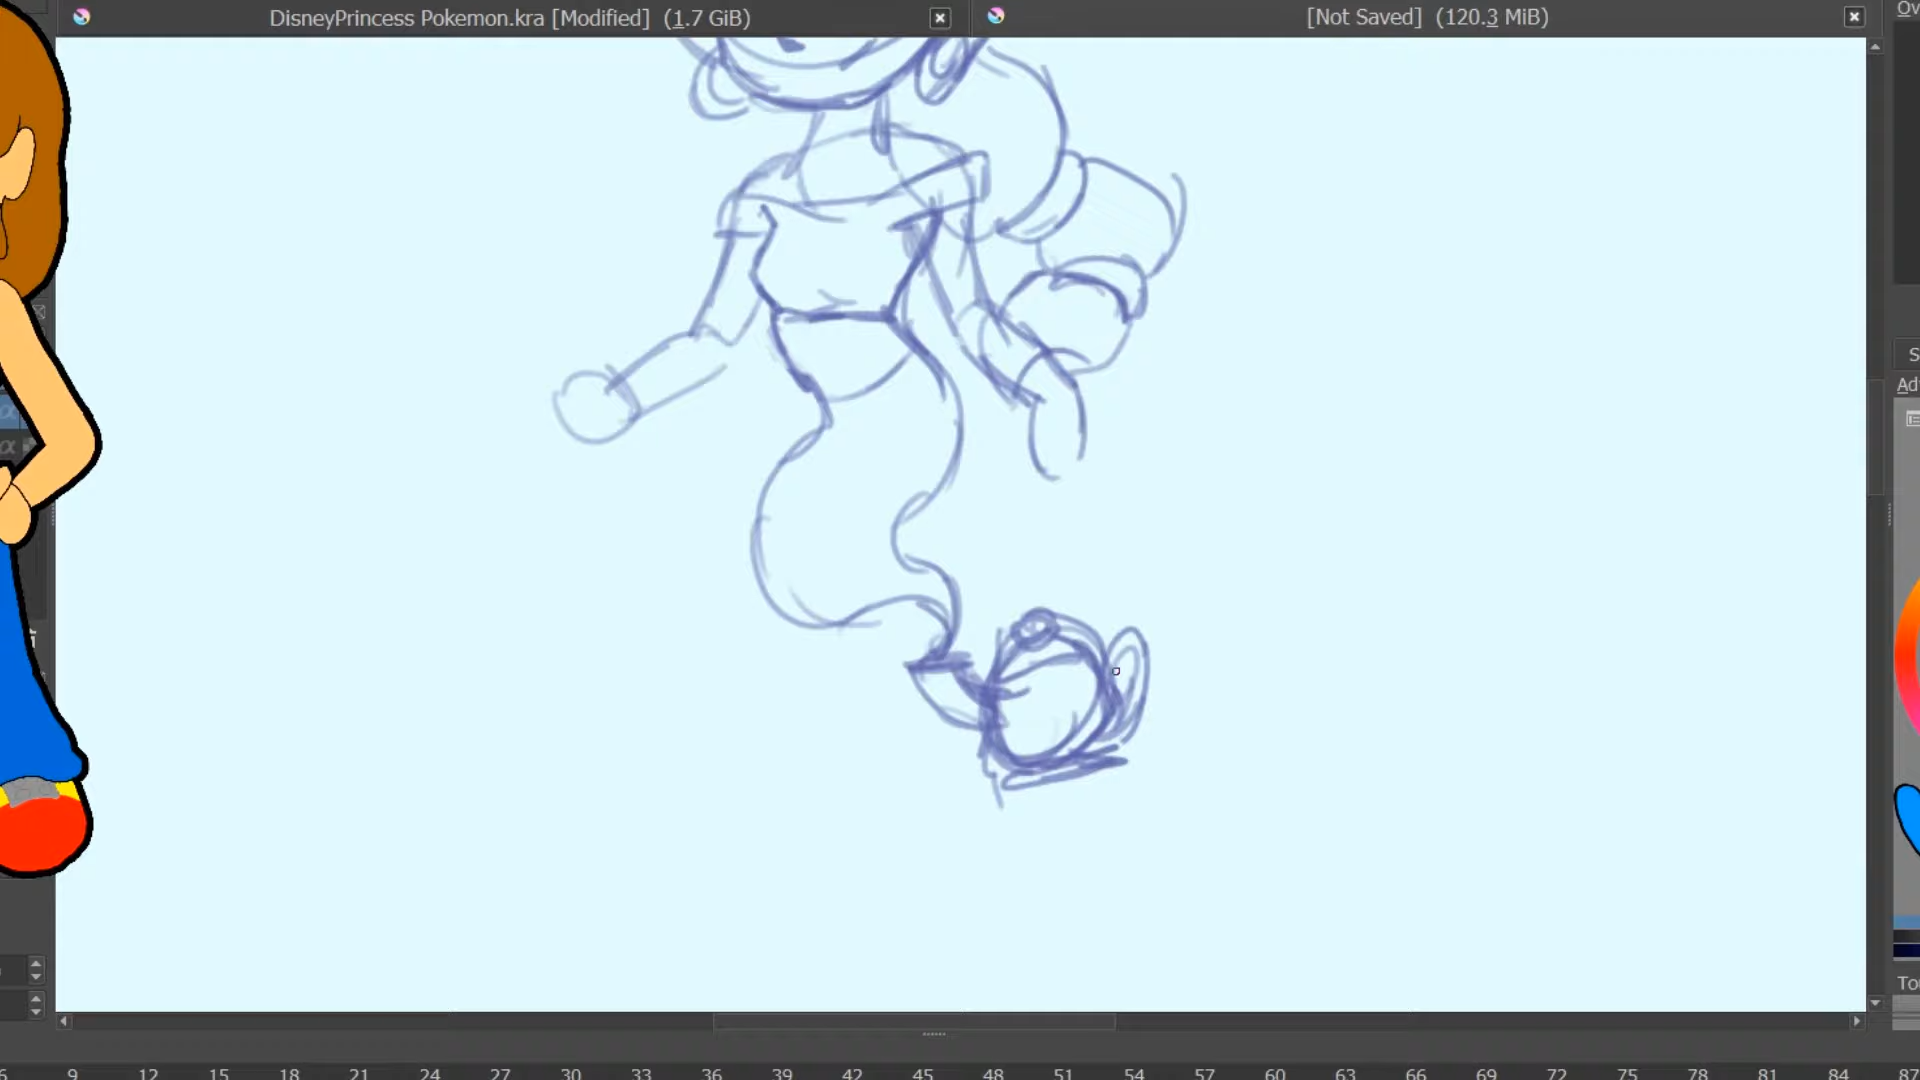 DisneyPrincess Pokemon.kra [Modified] (1.7 GiB)
[Not Saved] (120.3 MiB)
9 12 15 18 21 24 27 30 33 36 39 42 45 48 51 54 57 60 63 66 69 72 75 78 81 84 87